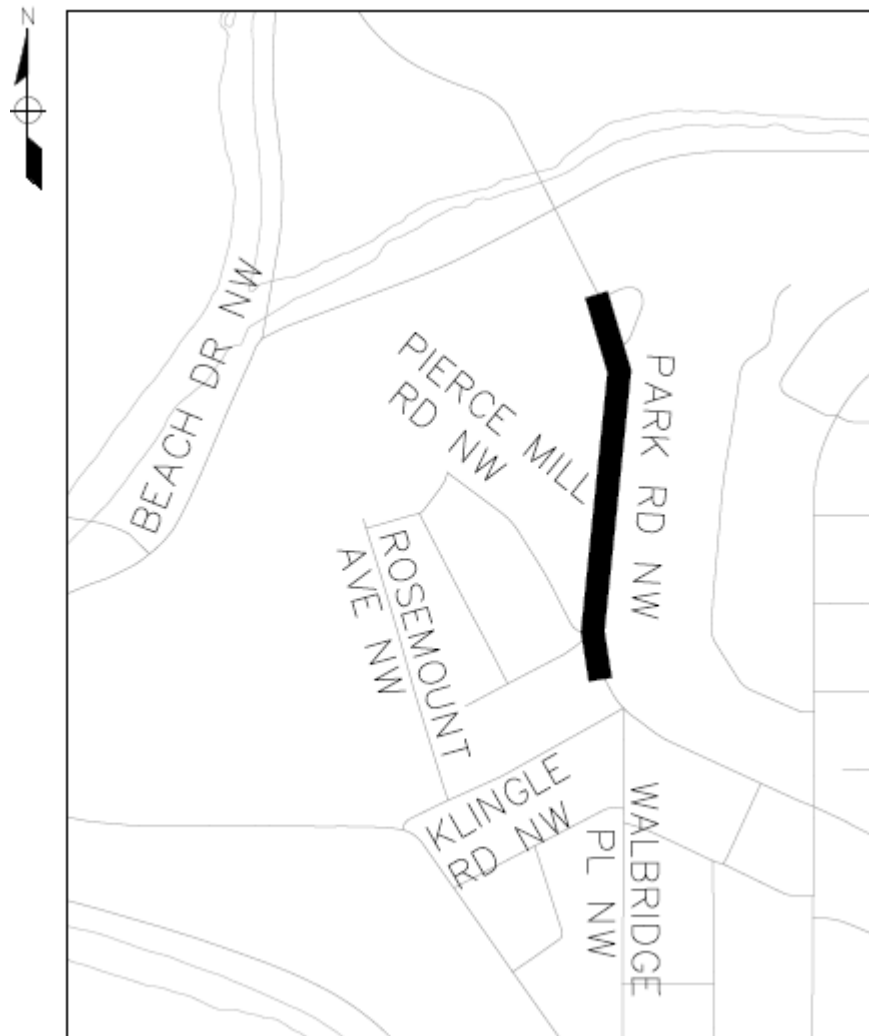 N
BEACH DR NW
PIERCE MILL
RD NW
PARK RD NW
ROSEMOUNT
AVE NW
KLINGLE
RD NW
WALBRIDGE
PL NW